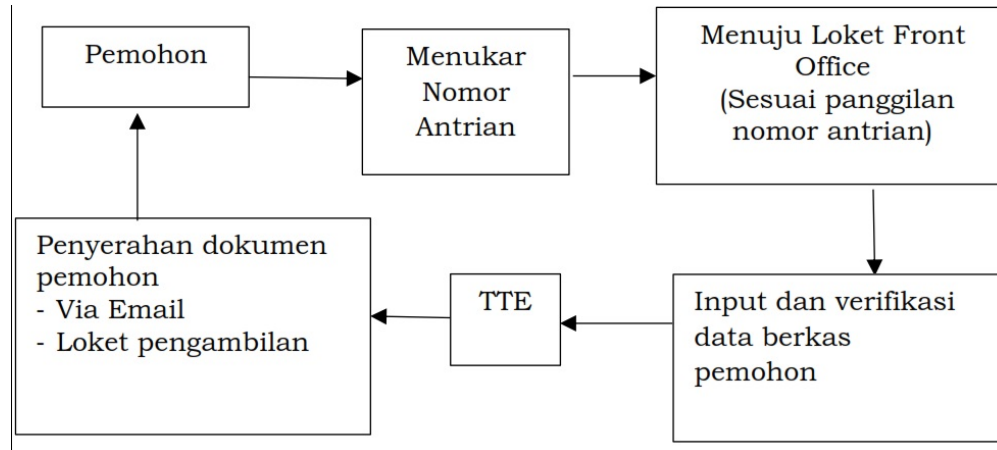 Pemohon
Menukar
Nomor
Antrian
Menuju Loket Front
Office
(Sesuai panggilan
nomor antrian)
Input dan verifikasi
data berkas
pemohon
TTE
Penyerahan dokumen
pemohon
- Via Email
- Loket pengambilan